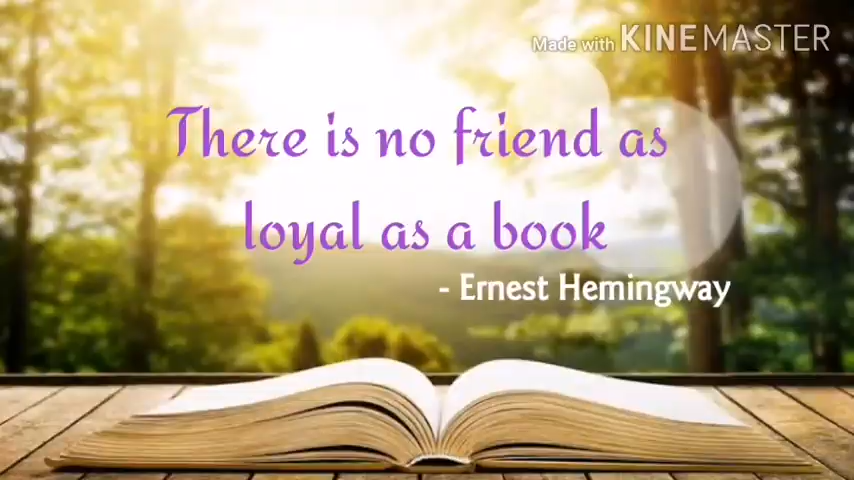 Made with KINEMASTER
There is no friend as
loyal as a book
- Ernest Hemingway